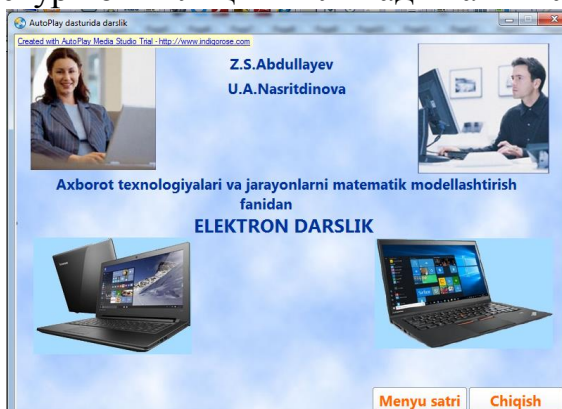 AutoPlay dasturida darslik
Created with AutoPlay Media Studio Trial - http://www.indigorose.com
Z.S.Abdullayev
U.A.Nasritdinova
Axborot texnologiyalari va jarayonlarni matematik modellashtirish
fanidan
ELEKTRON DARSLIK
Menyu satri
Chiqish